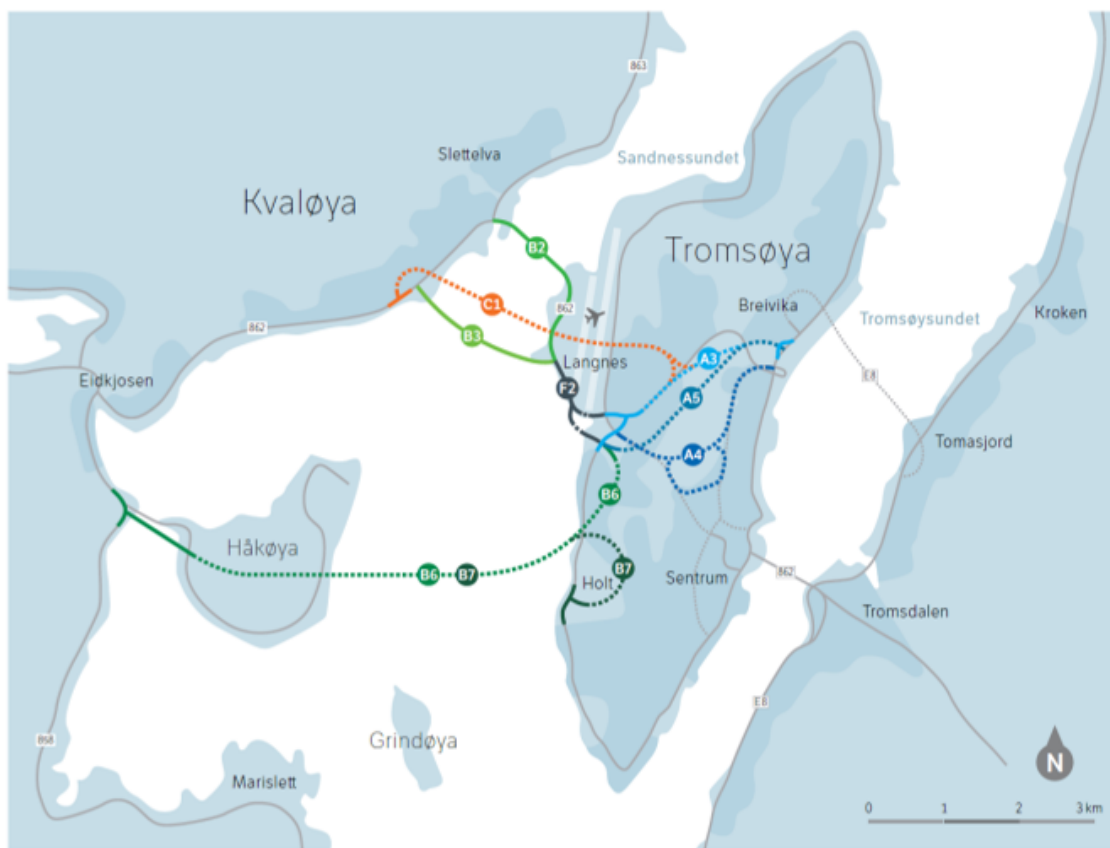 863
Slettelva
Sandnessundet
Kvaløya
Tromsøya
B2
C1
862
Breivika
Tromsøysundet
Kroken
862
B3
Langnes
A3
Eidkjosen
F2
A5
E8
Tomasjord
A4
B6
Håkøya
B6
B7
Holt
B7
Sentrum
862
Tromsdalen
E8
868
Grindøya
Marislett
N
0
1
2
3 km